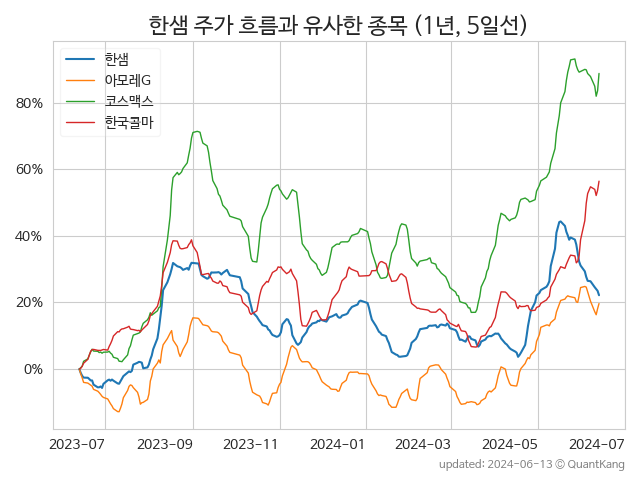 한샘 주가 흐름과 유사한 종목 (1년, 5일선)
한샘
아모레G
코스맥스
한국콜마
80%
60%
40%
20%
0%
2023-07 2023-09 2023-11 2024-01 2024-03 2024-05 2024-07
updated: 2024-06-13 ⓒ QuantKang